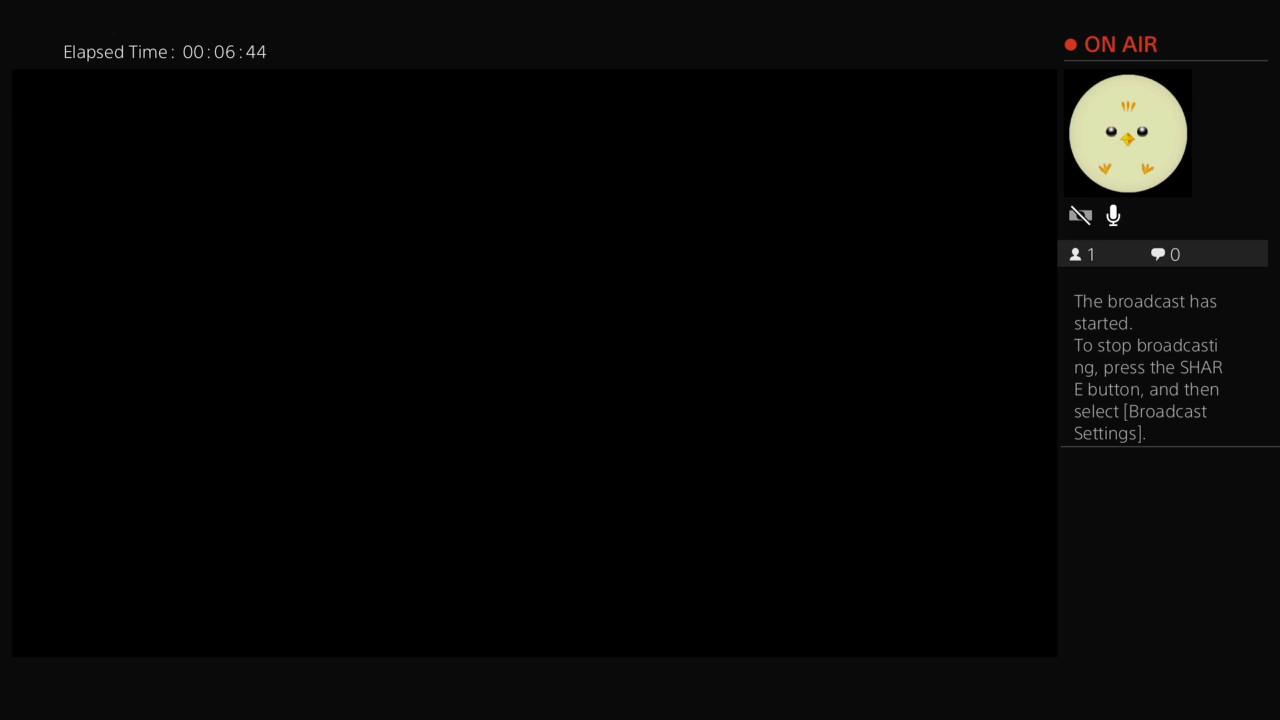 Elapsed Time: 00:06:44
ON AIR
1
0
The broadcast has
started.
To stop broadcasti
ng, press the SHAR
E button, and then
select [Broadcast
Settings].